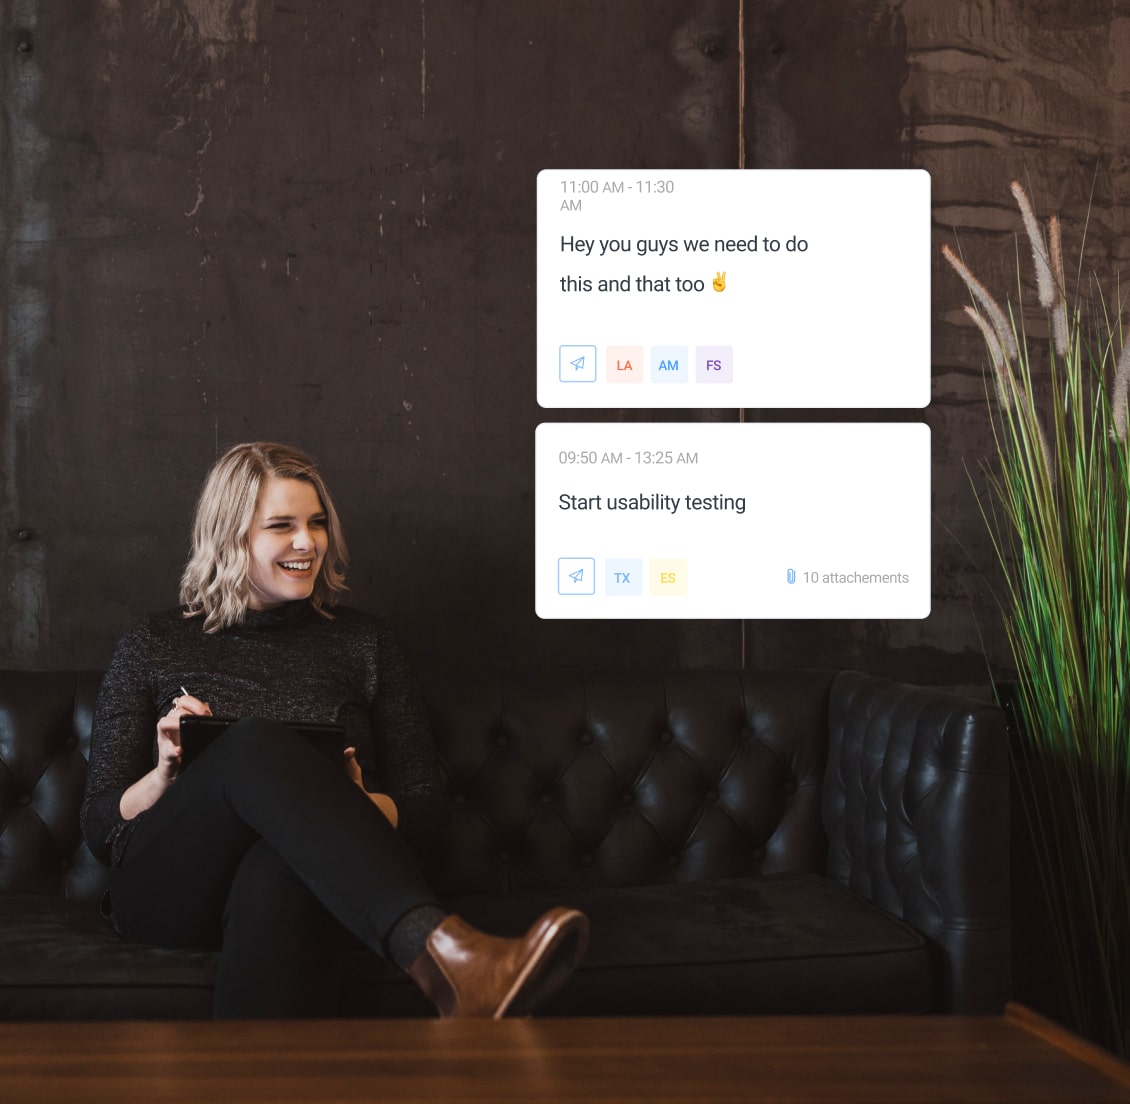 11:00 AM - 11:30
AM
Hey you guys we need to do
this and that too ✌️
LA AM FS
09:50 AM - 13:25 AM
Start usability testing
TX ES 10 attachements